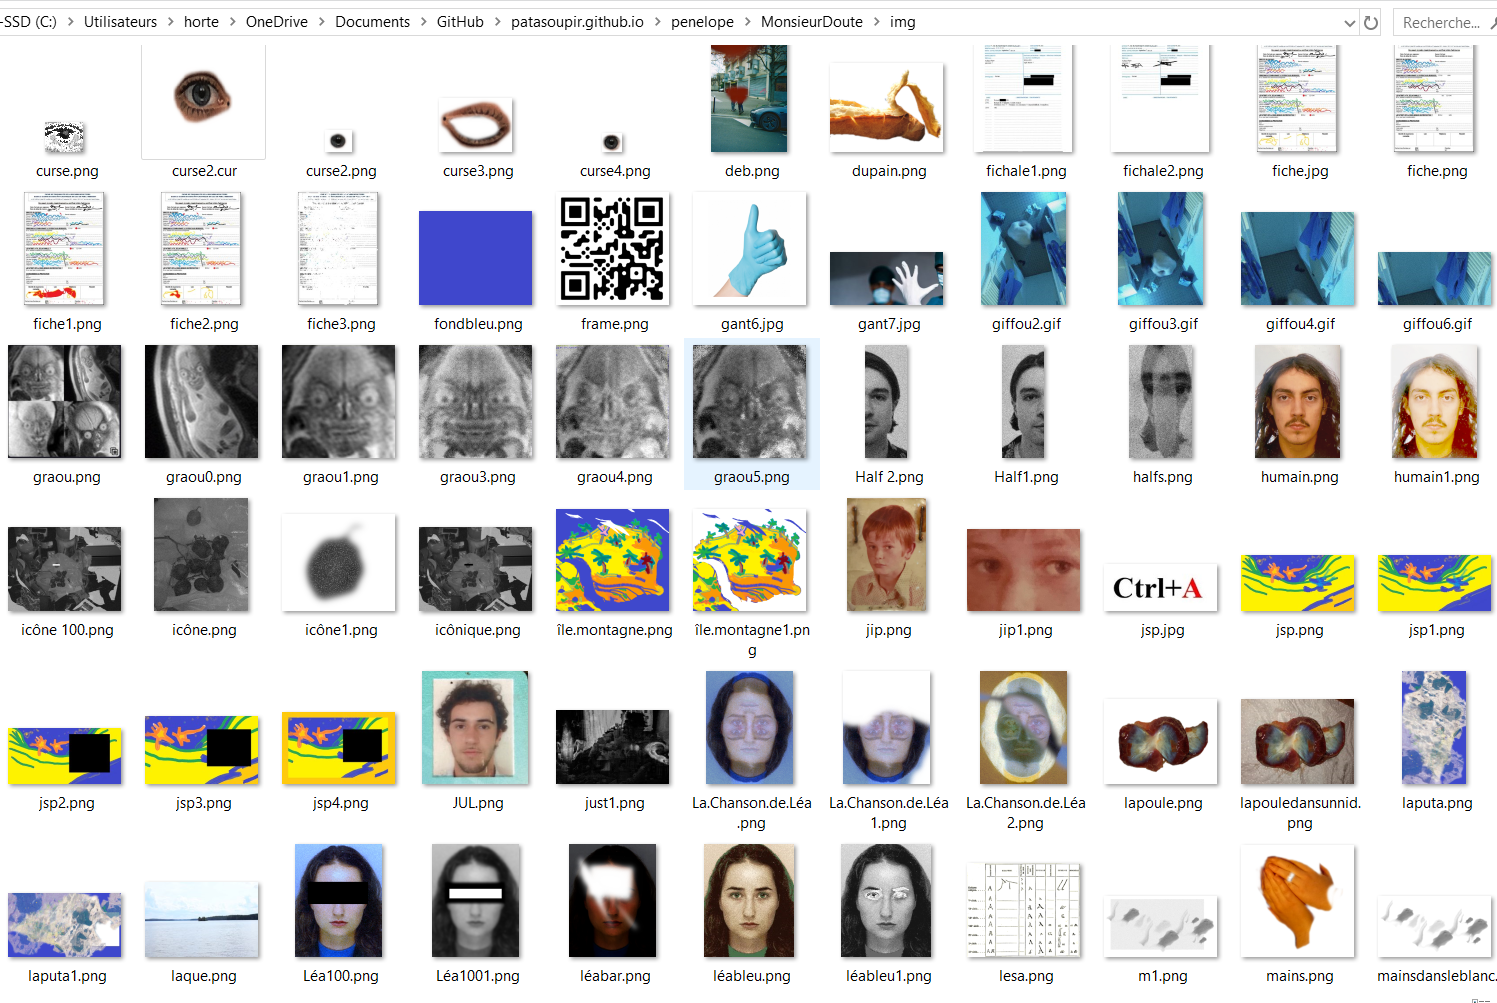 -SSD (C:) > Utilisateurs > horte > OneDrive > Documents > GitHub > patasoupir.github.io > penelope > MonsieurDoute > img
Recherche...
curse.png
curse2.cur
curse2.png
curse3.png
curse4.png
deb.png
dupain.png
fichale1.png
fichale2.png
fiche.jpg
fiche.png
fiche1.png
fiche2.png
fiche3.png
fondbleu.png
frame.png
gant6.jpg
gant7.jpg
giffou2.gif
giffou3.gif
giffou4.gif
giffou6.gif
graou.png
graou0.png
graou1.png
graou3.png
graou4.png
graou5.png
Half 2.png
Half1.png
halfs.png
humain.png
humain1.png
Ctrl+A
icône 100.png
icône.png
icône1.png
icônique.png
île.montagne.png
île.montagne1.pn
g
jip.png
jip1.png
jsp.jpg
jsp.png
jsp1.png
jsp2.png
jsp3.png
jsp4.png
JUL.png
just1.png
La.Chanson.de.Léa
.png
La.Chanson.de.Léa
1.png
La.Chanson.de.Léa
2.png
lapoule.png
lapouledansunnid.
png
laputa.png
laputa1.png
laque.png
Léa100.png
Léa1001.png
léabar.png
léableu.png
léableu1.png
lesa.png
m1.png
mains.png
mainsdansleblanc.